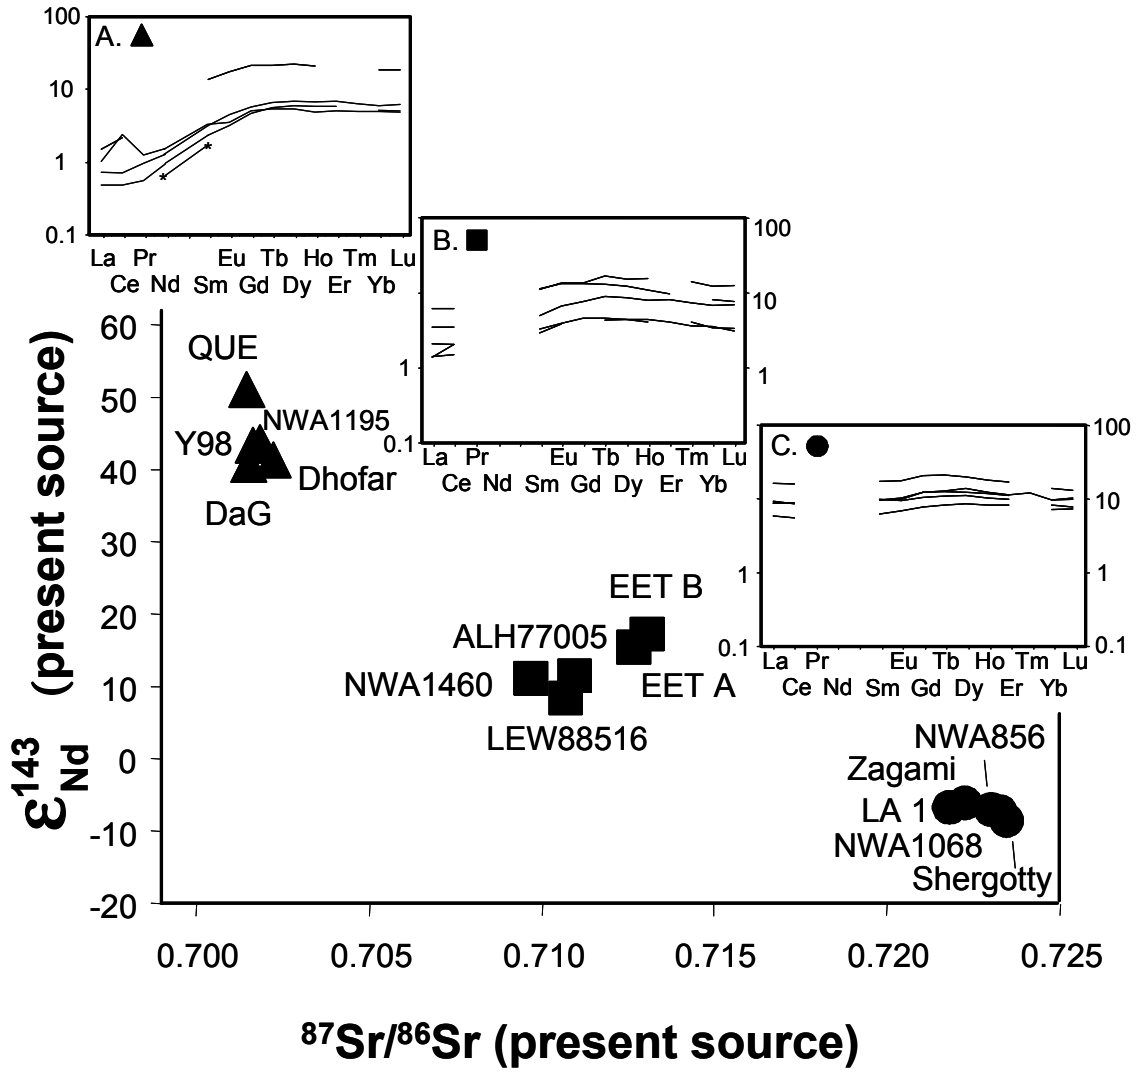 100
A.
10
1
0.1
La Pr Eu Tb Ho Tm Lu
Ce Nd Sm Gd Dy Er Yb
B.
100
10
1
1
0.1
La Pr Eu Tb Ho Tm Lu
Ce Nd Sm Gd Dy Er Yb
C.
100
10
1
1
0.1
0.1
La Pr Eu Tb Ho Tm Lu
Ce Nd Sm Gd Dy Er Yb
60
50
40
30
20
10
0
-10
-20
ε143Nd (present source)
QUE
NWA1195
Y98
Dhofar
DaG
EET B
ALH77005
NWA1460
EET A
LEW88516
NWA856
Zagami
LA 1
NWA1068
Shergotty
0.700 0.705 0.710 0.715 0.720 0.725
87Sr/86Sr (present source)